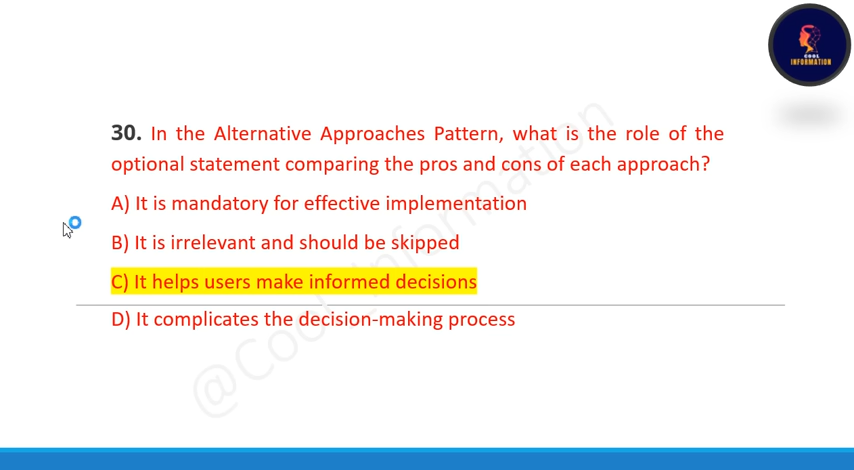 COOL
INFORMATION
30. In the Alternative Approaches Pattern, what is the role of the
optional statement comparing the pros and cons of each approach?
A) It is mandatory for effective implementation
B) It is irrelevant and should be skipped
C) It helps users make informed decisions
D) It complicates the decision-making process
@Cool_Information